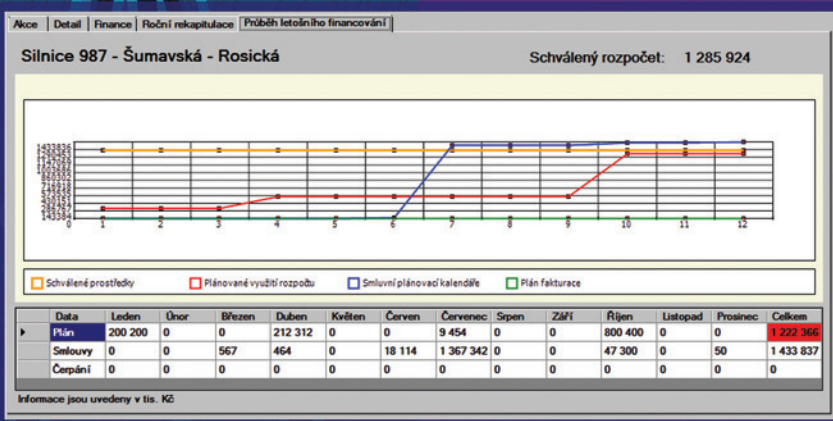 Akce Detail Finance Roční rekapitulace Průběh letošního financování
Silnice 987 - Šumavská - Rosická Schválený rozpočet: 1 285 924
1433836
1003686
860302
716918
573535
430151
286767
143384
0 1 2 3 4 5 6 7 8 9 10 11 12
Schválené prostředky Plánované využití rozpočtu Smluvní plánovací kalendáře Plán fakturace
Data Leden Únor Březen Duben Květen Červen Červenec Srpen Září Říjen Listopad Prosinec Celkem
Plán 200 200 0 0 212 312 0 0 9 454 0 0 800 400 0 0 1 222 366
Smlouvy 0 0 567 464 0 18 114 1 367 342 0 0 47 300 0 50 1 433 837
Čerpání 0 0 0 0 0 0 0 0 0 0 0 0 0
Informace jsou uvedeny v tis. Kč